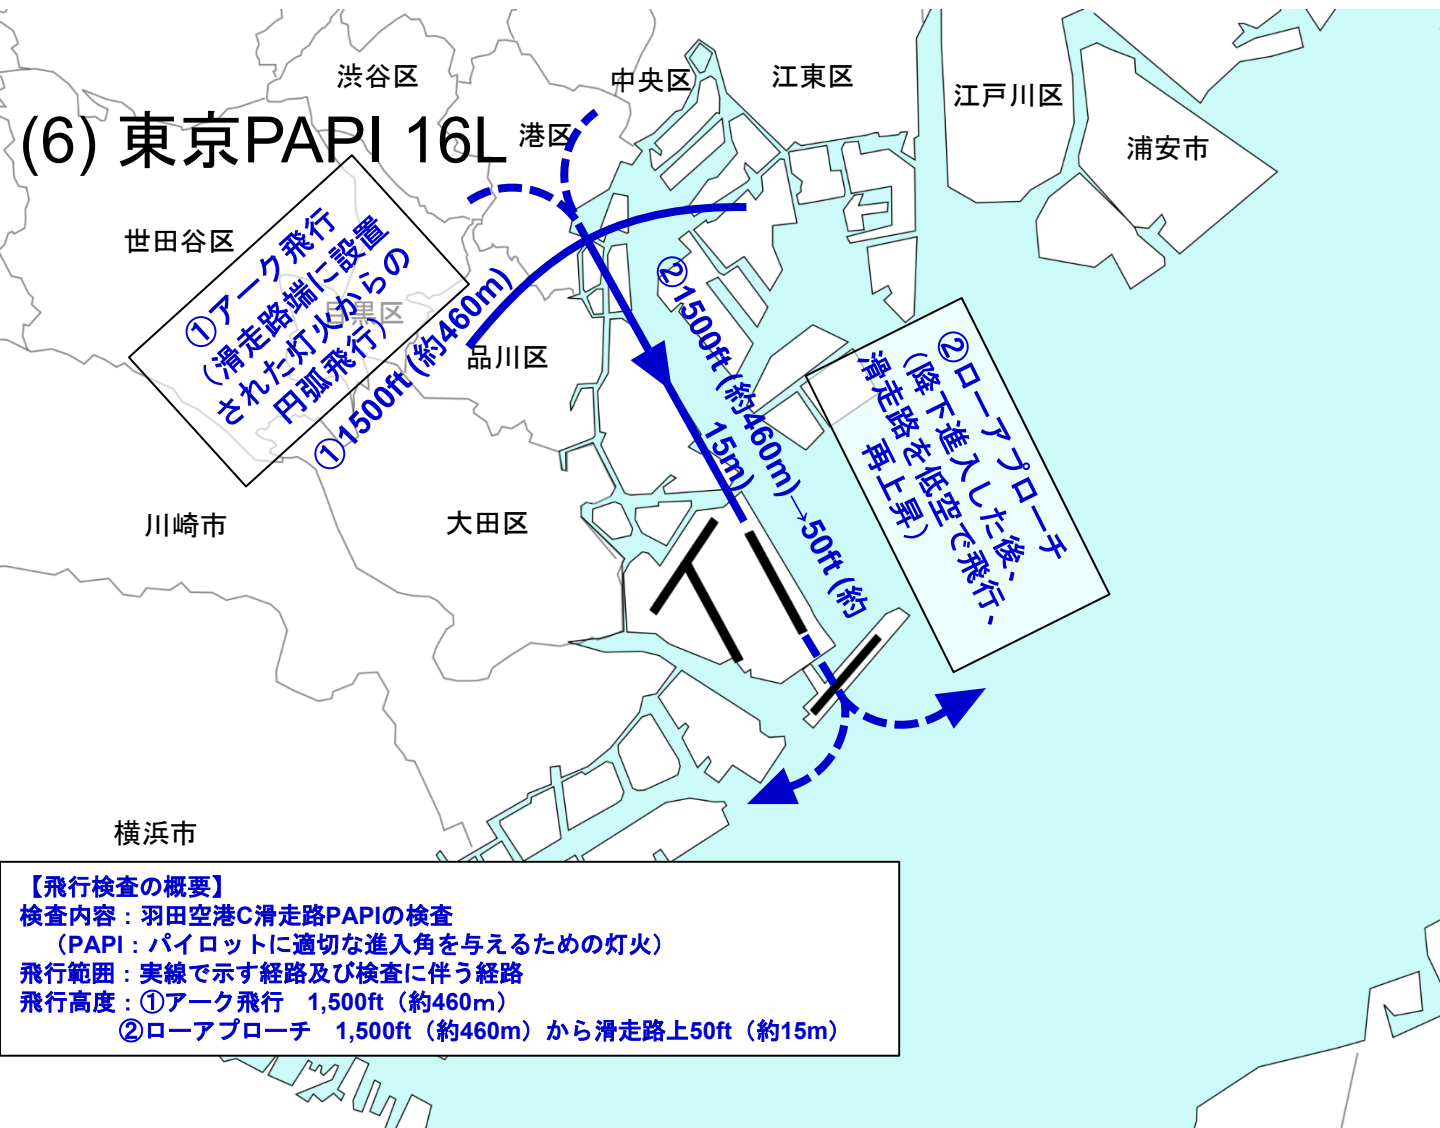 渋谷区
中央区
江東区
江戸川区
(6) 東京PAPI 16L
港区
浦安市
世田谷区
①アーク飛行
（滑走路端に設置
された灯火からの
円弧飛行）
目黒区
①1500ft (約460m)
品川区
②1500ft (約460m)→50ft (約
15m)
②ローアプローチ
（降下進入した後、
滑走路を低空で飛行、
再上昇）
川崎市
大田区
横浜市
【飛行検査の概要】
検査内容：羽田空港C滑走路PAPIの検査
（PAPI：パイロットに適切な進入角を与えるための灯火）
飛行範囲：実線で示す経路及び検査に伴う経路
飛行高度：①アーク飛行　1,500ft（約460ｍ）
②ローアプローチ　1,500ft（約460m）から滑走路上50ft（約15m）